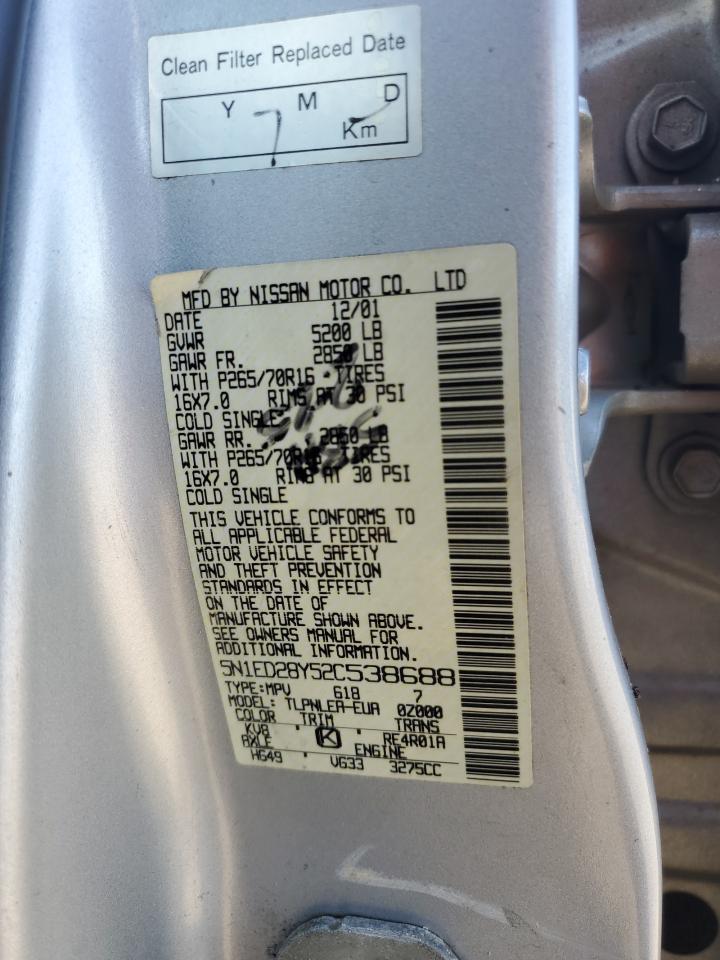 Clean Filter Replaced Date
Y M D
Km
MFD BY NISSAN MOTOR CO. LTD
DATE 12/01
GVWR 5200 LB
GAWR FR. 2850 LB
WITH P265/70R16 TIRES
16X7.0 RIMS AT 30 PSI
COLD SINGLE
GAWR RR. 2850 LB
WITH P265/70R16 TIRES
16X7.0 RIMS AT 30 PSI
COLD SINGLE
THIS VEHICLE CONFORMS TO
ALL APPLICABLE FEDERAL
MOTOR VEHICLE SAFETY
AND THEFT PREVENTION
STANDARDS IN EFFECT
ON THE DATE OF
MANUFACTURE SHOWN ABOVE.
SEE OWNERS MANUAL FOR
ADDITIONAL INFORMATION.
5N1ED28Y52C538688
TYPE:MPV 618 7
MODEL: TLPNLEA-EUA 0Z000
COLOR TRIM TRANS
KV8 K RE4R01A
AXLE ENGINE
HG49 VG33 3275CC